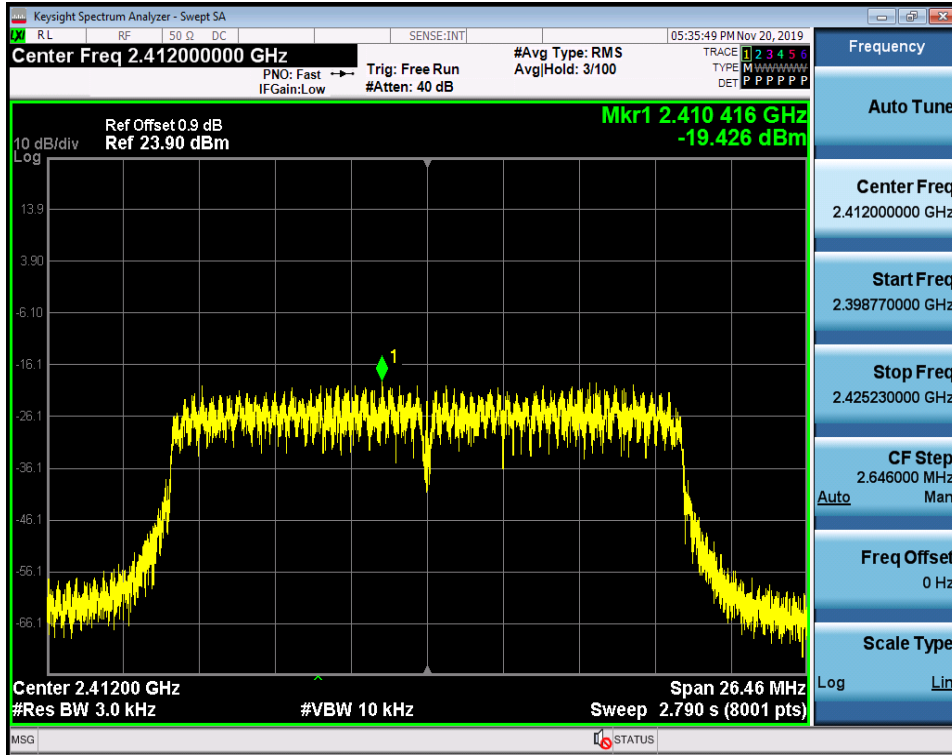 Keysight Spectrum Analyzer - Swept SA
LXI RL RF 50 Ω DC SENSE:INT 05:35:49 PM Nov 20, 2019
Center Freq 2.412000000 GHz
PNO: Fast
IFGain:Low
Trig: Free Run
#Atten: 40 dB
#Avg Type: RMS
Avg|Hold: 3/100
TRACE 1 2 3 4 5 6
TYPE M W W W W W
DET P P P P P P
Mkr1 2.410 416 GHz
-19.426 dBm
Ref Offset 0.9 dB
10 dB/div Ref 23.90 dBm
Log
13.9
3.90
-6.10
-16.1
1
-26.1
-36.1
-46.1
-56.1
-66.1
Center 2.41200 GHz Span 26.46 MHz
#Res BW 3.0 kHz #VBW 10 kHz Sweep 2.790 s (8001 pts)
MSG STATUS
Frequency
Auto Tune
Center Freq
2.412000000 GHz
Start Freq
2.398770000 GHz
Stop Freq
2.425230000 GHz
CF Step
2.646000 MHz
Auto Man
Freq Offset
0 Hz
Scale Type
Log Lin